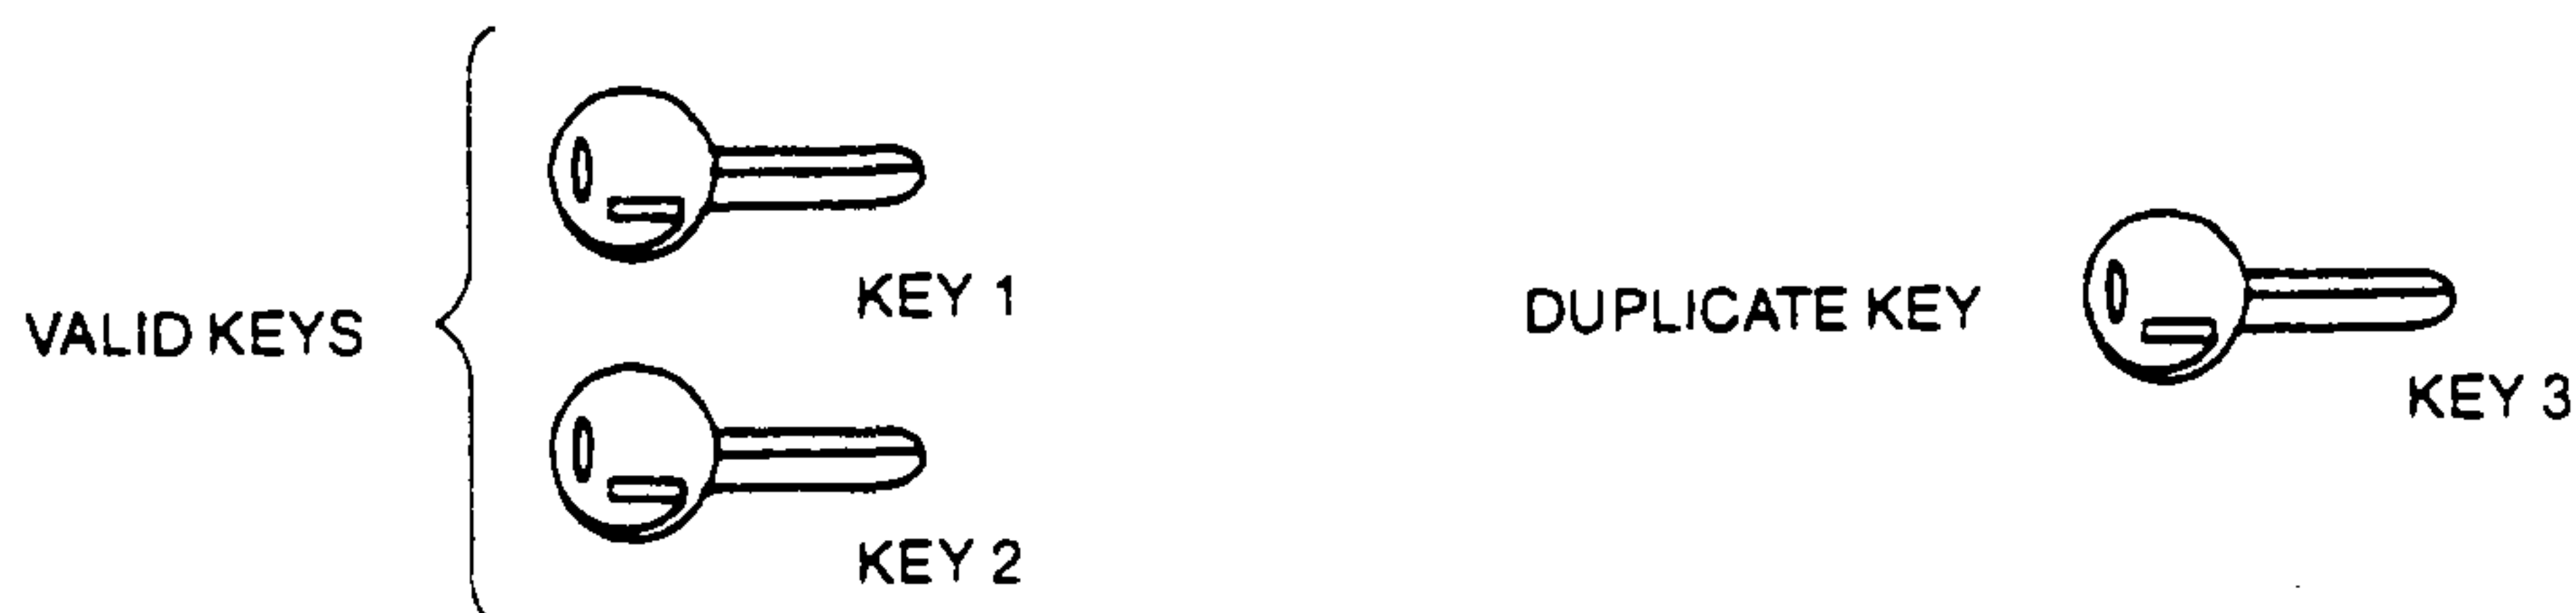 KEY 1
VALID KEYS
KEY 2
DUPLICATE KEY
KEY 3